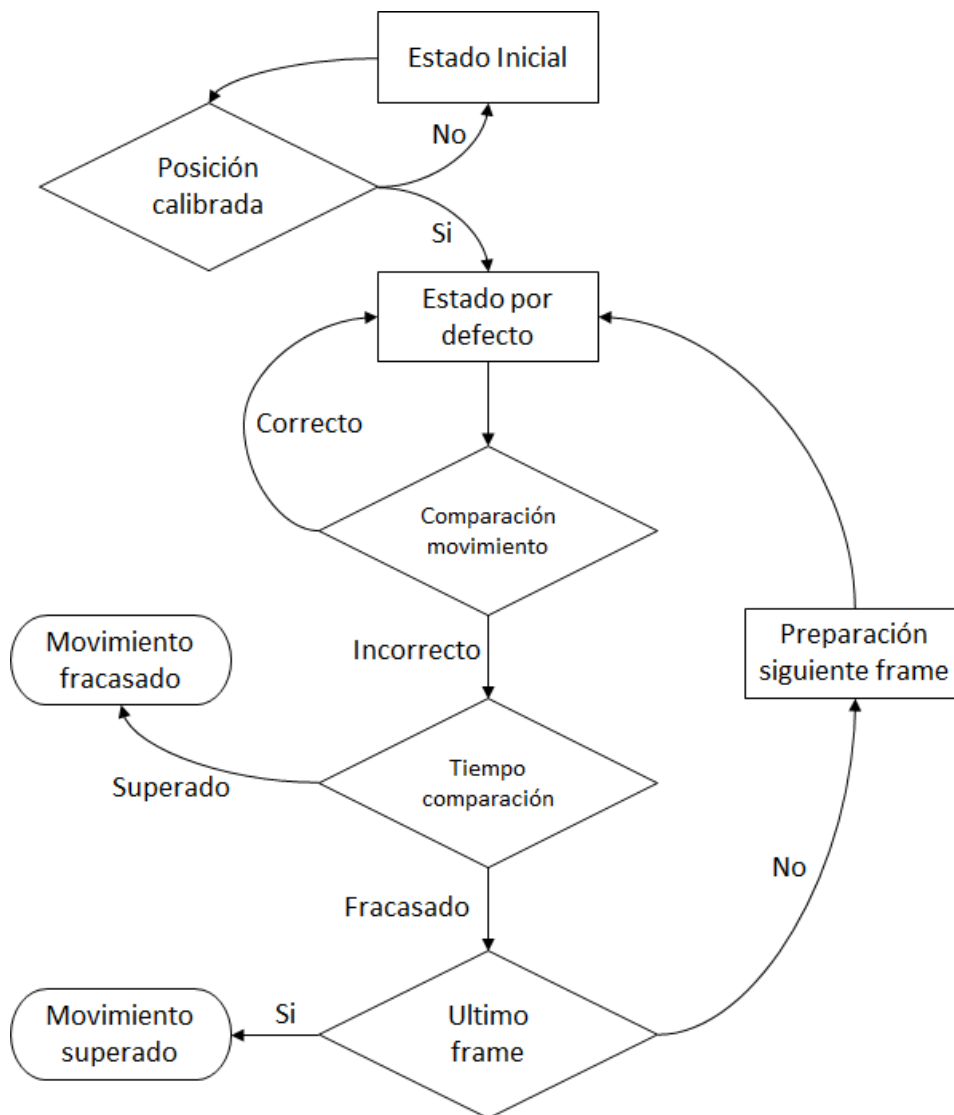 Estado Inicial
No
Posición
calibrada
Si
Estado por
defecto
Correcto
Comparación
movimiento
Incorrecto
Movimiento
fracasado
Preparación
siguiente frame
Tiempo
comparación
Superado
No
Fracasado
Movimiento
superado
Si
Ultimo
frame